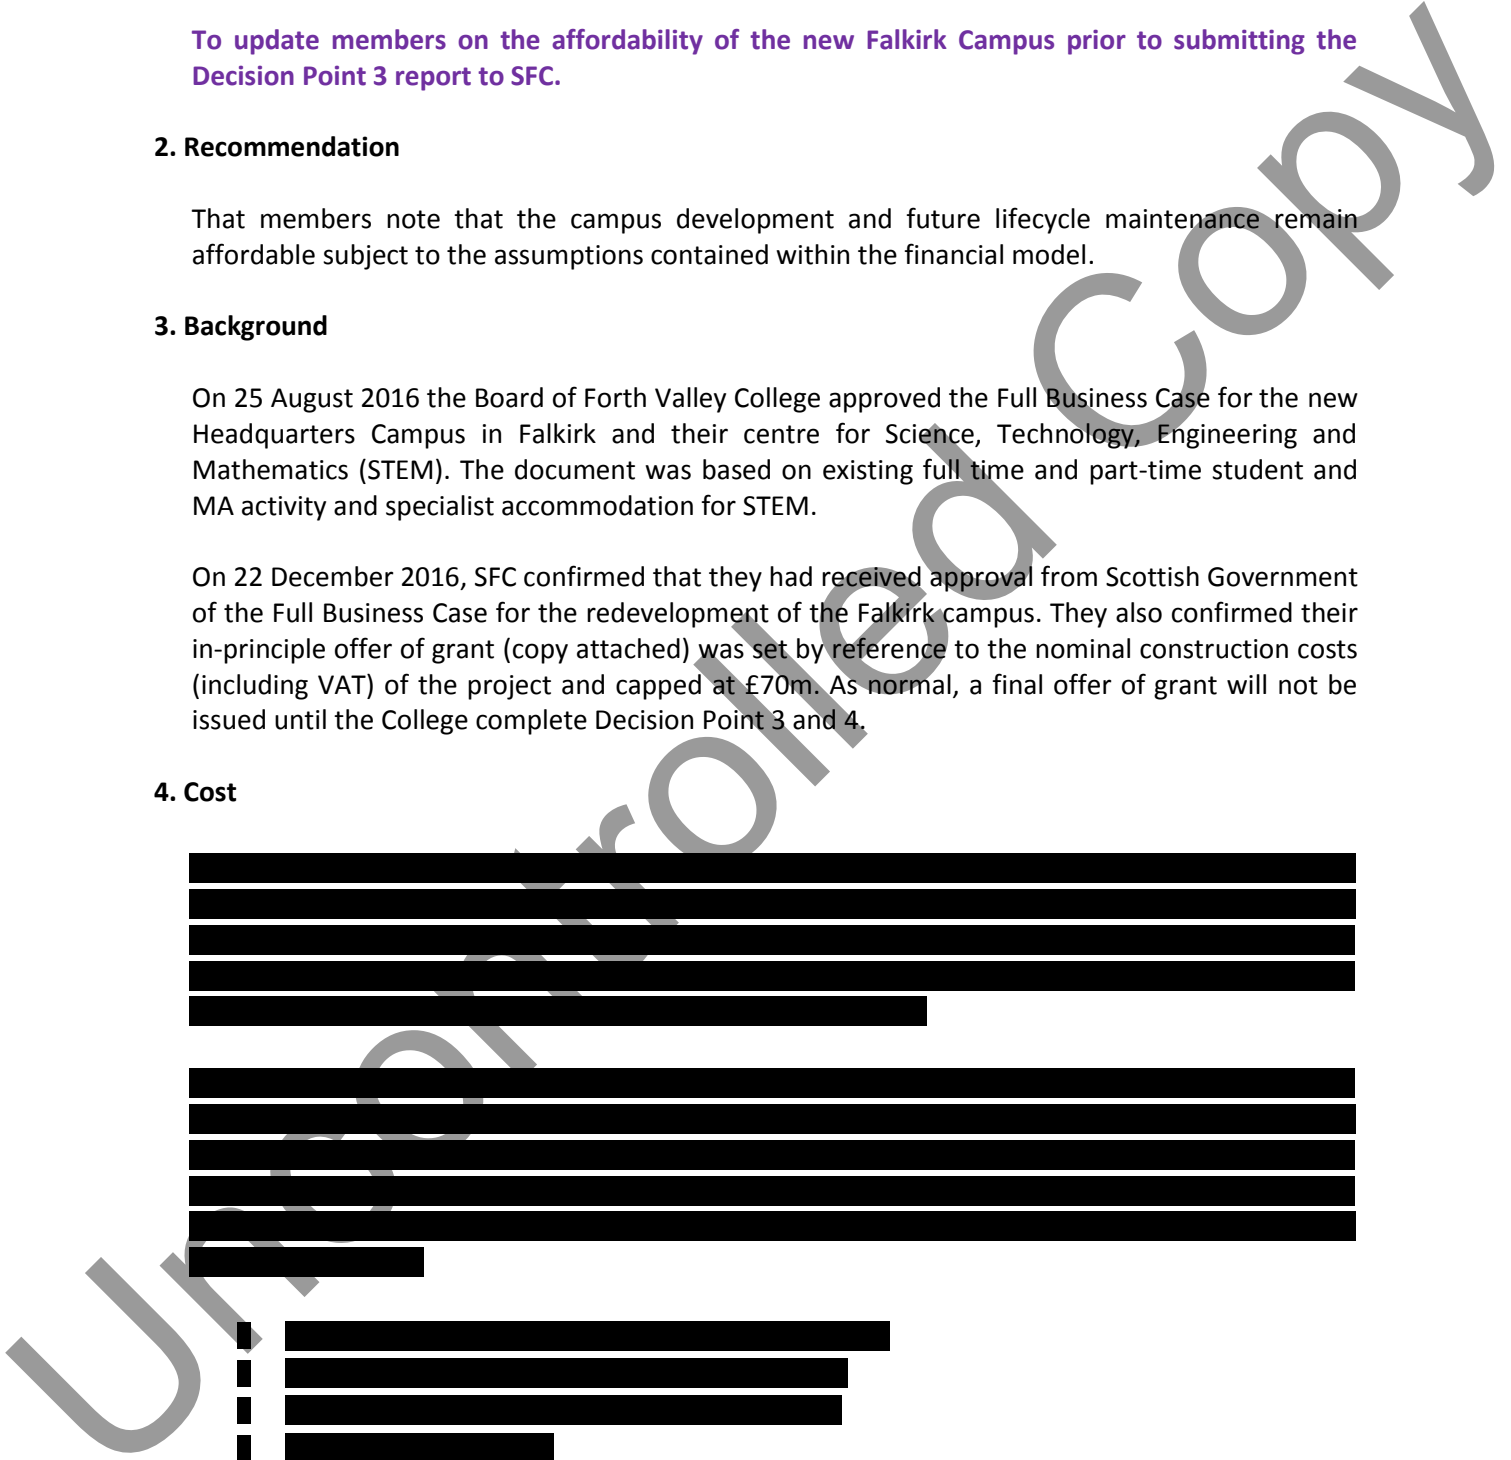 To update members on the affordability of the new Falkirk Campus prior to submitting the
Decision Point 3 report to SFC.
2. Recommendation
That members note that the campus development and future lifecycle maintenance remain
affordable subject to the assumptions contained within the financial model.
3. Background
On 25 August 2016 the Board of Forth Valley College approved the Full Business Case for the new
Headquarters Campus in Falkirk and their centre for Science, Technology, Engineering and
Mathematics (STEM). The document was based on existing full time and part-time student and
MA activity and specialist accommodation for STEM.
On 22 December 2016, SFC confirmed that they had received approval from Scottish Government
of the Full Business Case for the redevelopment of the Falkirk campus. They also confirmed their
in-principle offer of grant (copy attached) was set by reference to the nominal construction costs
(including VAT) of the project and capped at £70m. As normal, a final offer of grant will not be
issued until the College complete Decision Point 3 and 4.
4. Cost
Uncontrolled Copy